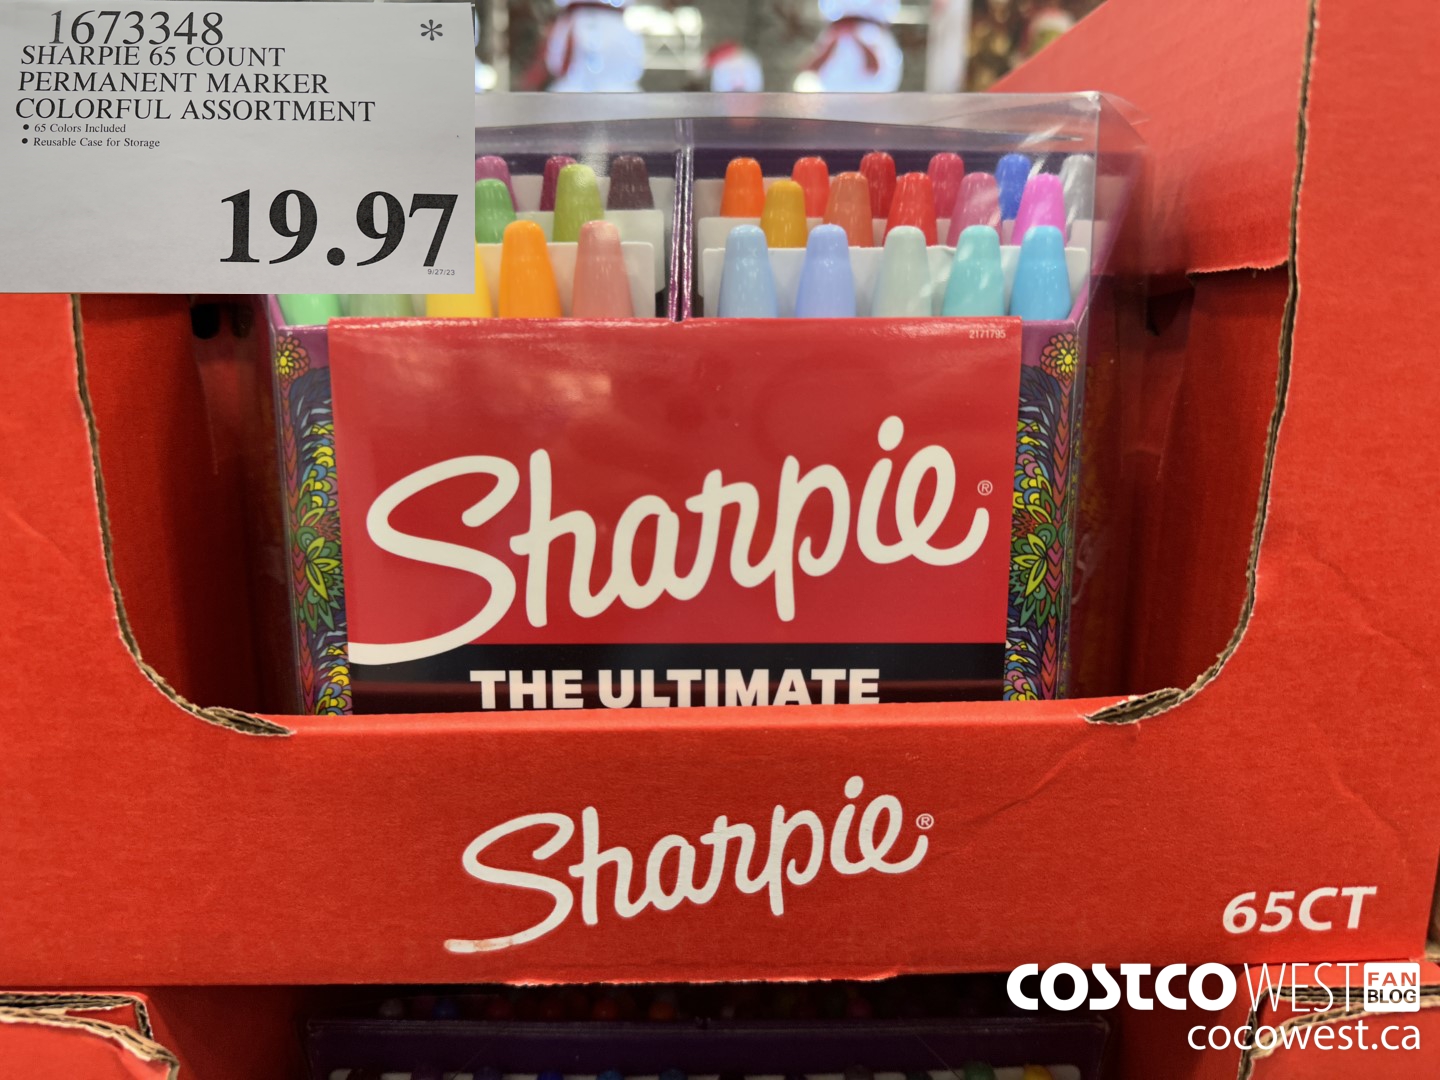 1673348
*
SHARPIE 65 COUNT
PERMANENT MARKER
COLORFUL ASSORTMENT
• 65 Colors Included
• Reusable Case for Storage
19.97
9/27/23
2171795
Sharpie®
THE ULTIMATE
Sharpie®
65CT
COSTCO WEST FAN BLOG
cocowest.ca